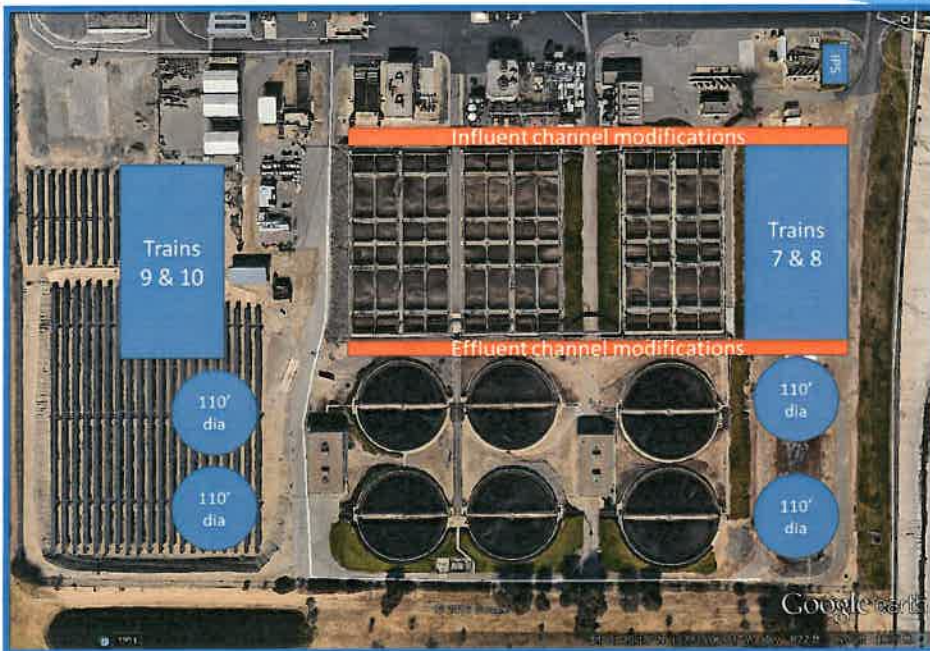 IPS
Influent channel modifications
Trains
9 & 10
Trains
7 & 8
Effluent channel modifications
110'
dia
110'
dia
110'
dia
110'
dia
Google earth